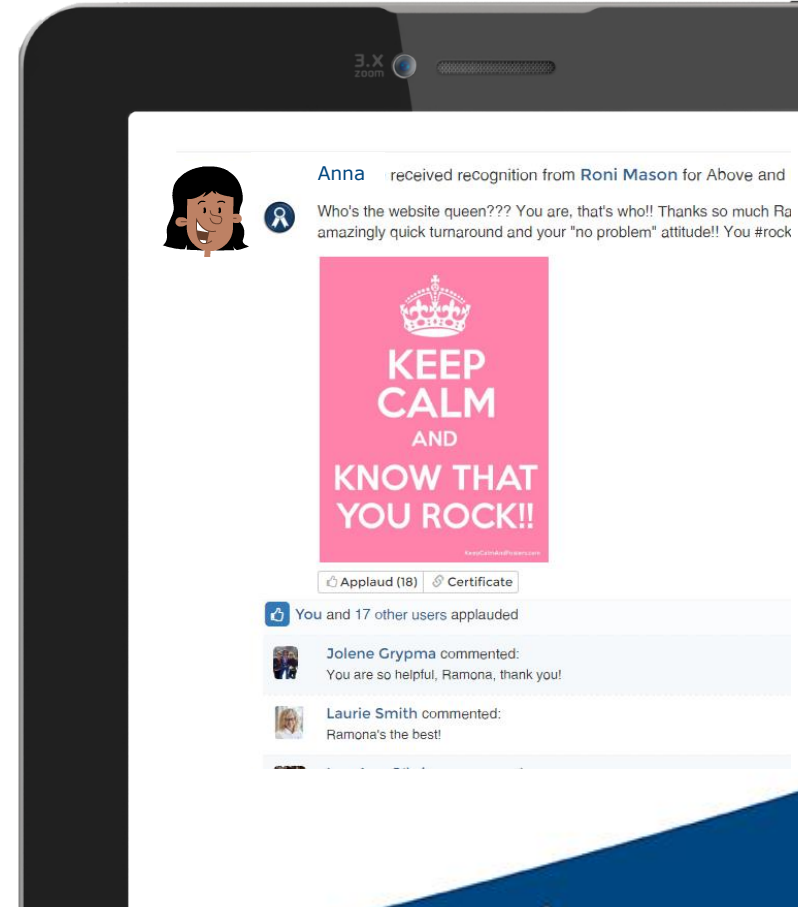 3.X
zoom
Anna received recognition from Roni Mason for Above and
Who's the website queen??? You are, that's who!! Thanks so much Ra
amazingly quick turnaround and your "no problem" attitude!! You #rock
KEEP
CALM
AND
KNOW THAT
YOU ROCK!!
KeepCalmAndPosters.com
Applaud (18) Certificate
You and 17 other users applauded
Jolene Grypma commented:
You are so helpful, Ramona, thank you!
Laurie Smith commented:
Ramona's the best!